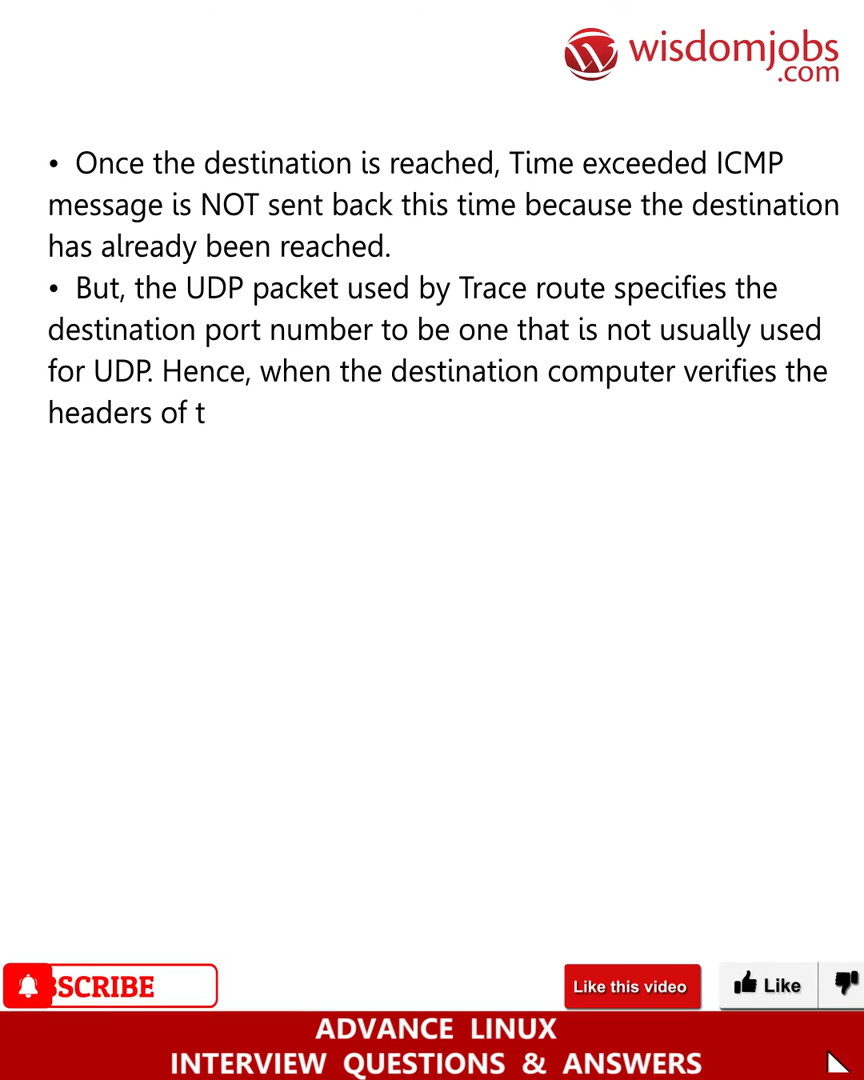 wisdomjobs
.com
• Once the destination is reached, Time exceeded ICMP
message is NOT sent back this time because the destination
has already been reached.
• But, the UDP packet used by Trace route specifies the
destination port number to be one that is not usually used
for UDP. Hence, when the destination computer verifies the
headers of t
SCRIBE
Like this video
Like
ADVANCE LINUX
INTERVIEW QUESTIONS & ANSWERS